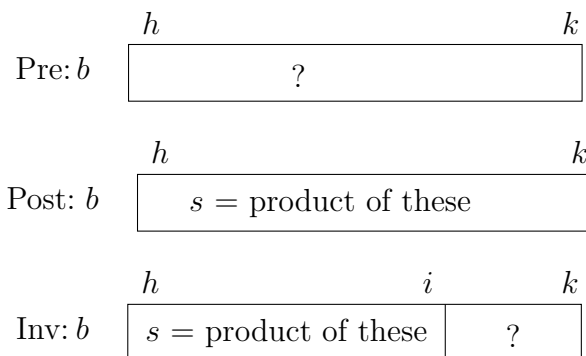 h k
Pre: b ?
h k
Post: b s = product of these
h i k
Inv: b s = product of these ?